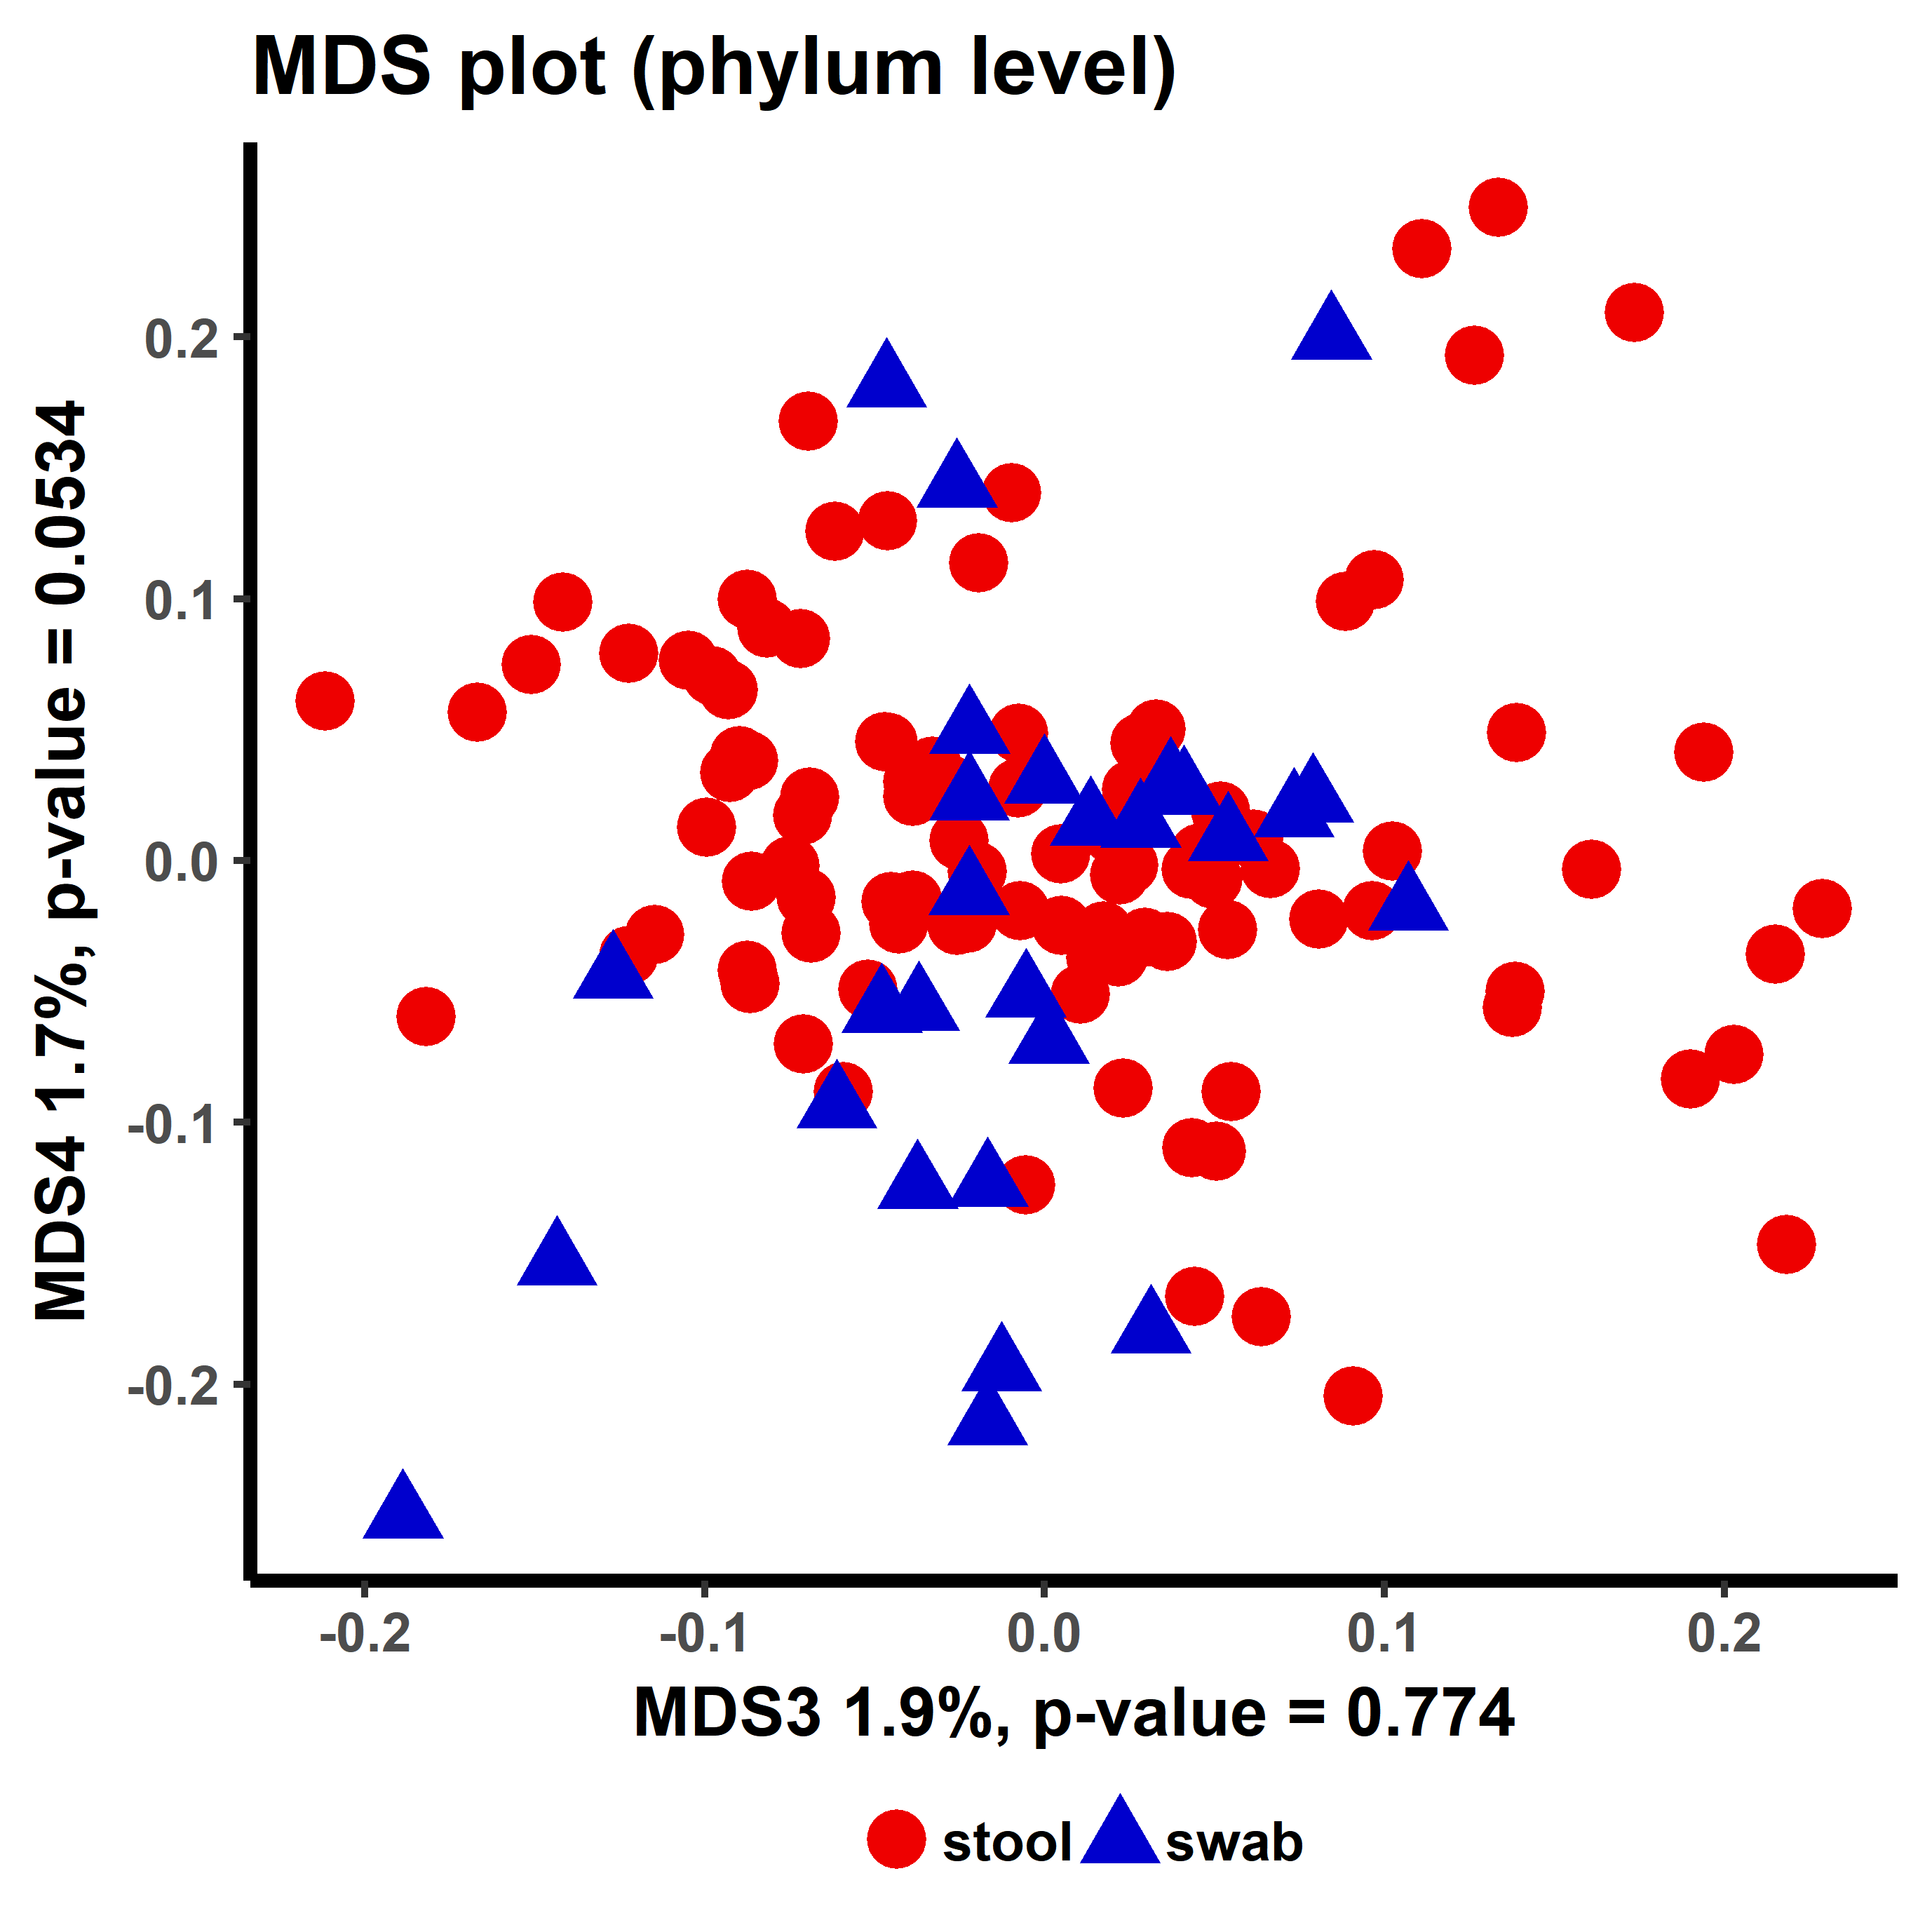 MDS plot (phylum level)
MDS4 1.7%, p-value = 0.0534
0.2
0.1
0.0
-0.1
-0.2
-0.2 -0.1 0.0 0.1 0.2
MDS3 1.9%, p-value = 0.774
stool swab